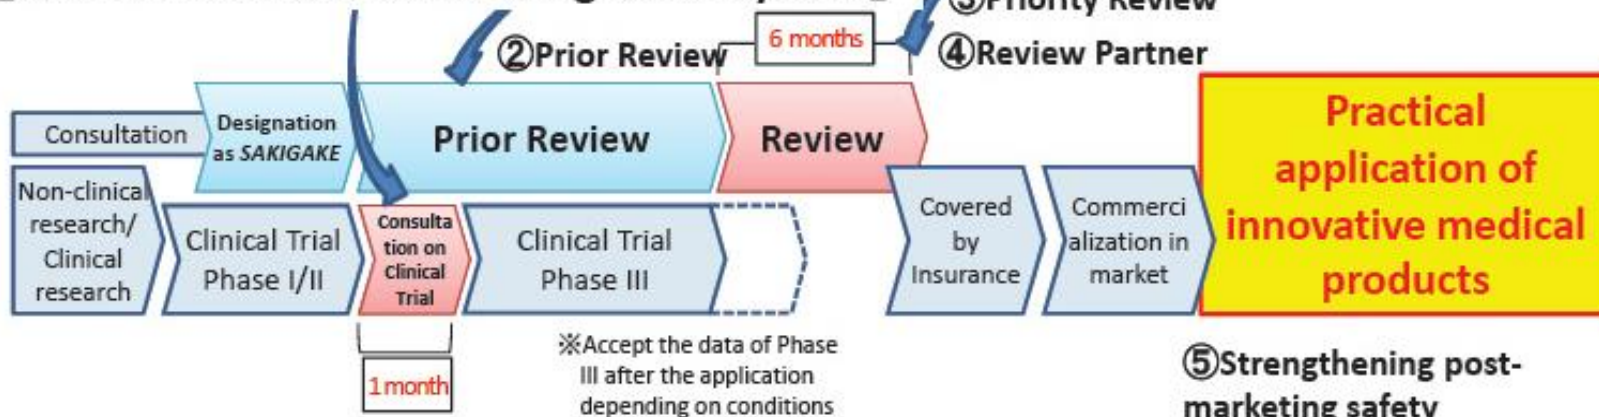 ③Priority Review
②Prior Review
6 months
④Review Partner
Consultation
Designation
as SAKIGAKE
Prior Review
Review
Practical
application of
innovative medical
products
Non-clinical
research/
Clinical
research
Clinical Trial
Phase I/II
Consulta
tion on
Clinical
Trial
Clinical Trial
Phase III
Covered
by
Insurance
Commerci
alization in
market
1 month
※Accept the data of Phase
III after the application
depending on conditions
⑤Strengthening post-
marketing safety